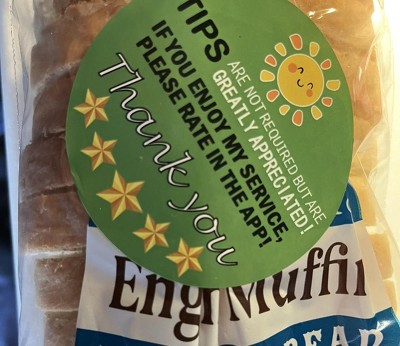 TIPS
ARE NOT REQUIRED BUT ARE
GREATLY APPRECIATED!
IF YOU ENJOY MY SERVICE,
PLEASE RATE IN THE APP!
Thank you
Engl Muffin